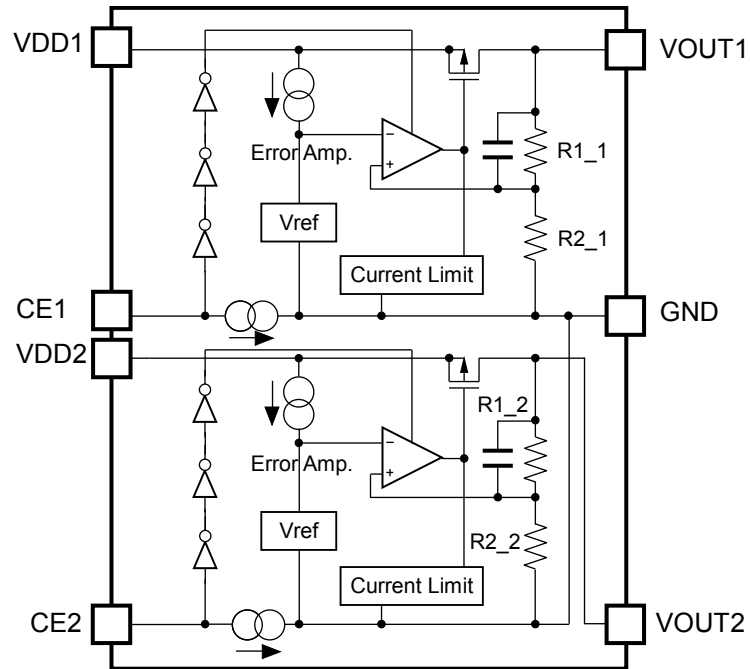 VDD1
VOUT1
−
Error Amp.
+
R1_1
Vref
R2_1
Current Limit
CE1
GND
VDD2
R1_2
−
Error Amp.
+
Vref
R2_2
Current Limit
CE2
VOUT2